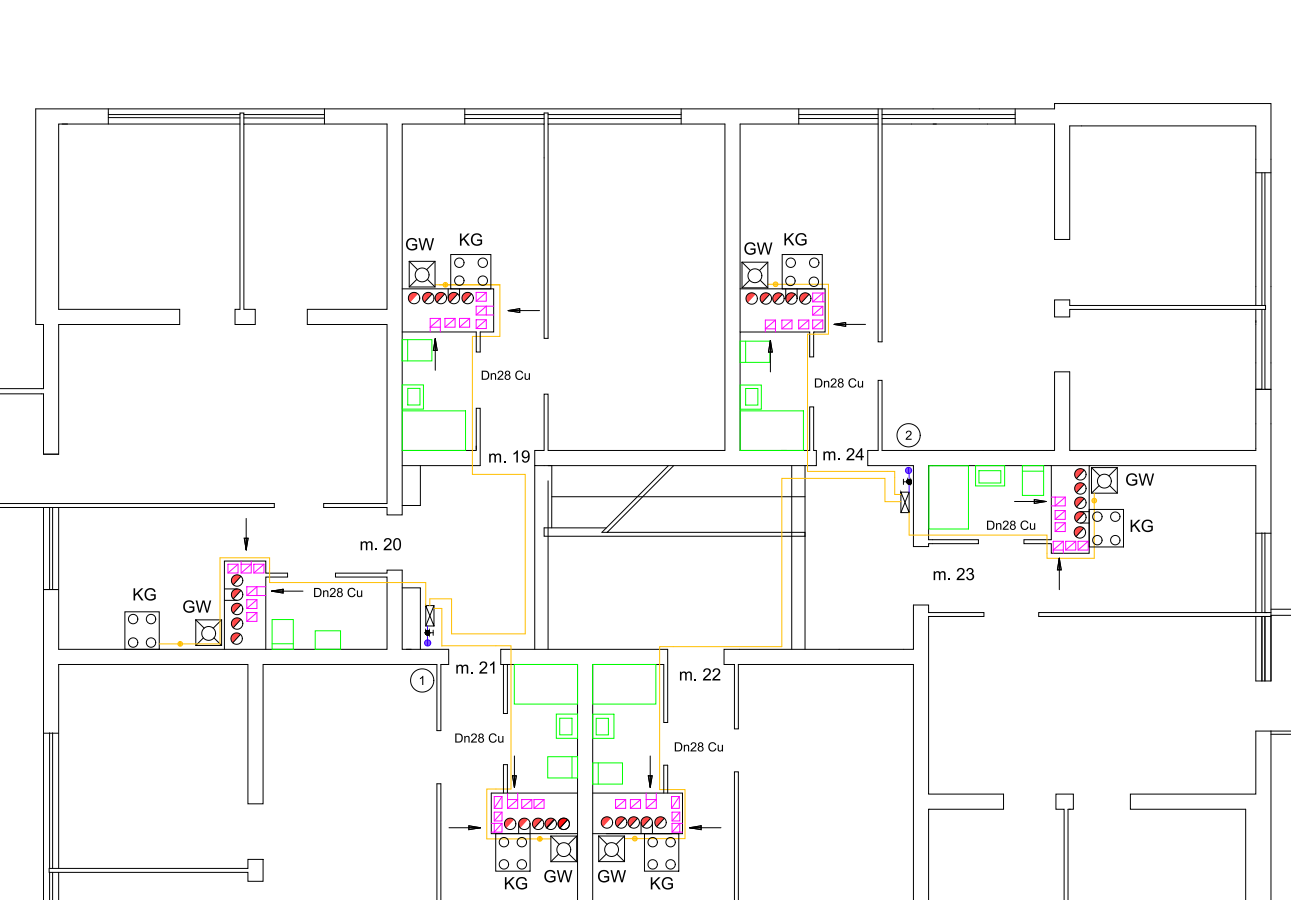 KG
KG
GW
GW
Dn28 Cu
Dn28 Cu
2
m. 19
m. 24
GW
Dn28 Cu
KG
m. 20
m. 23
KG
GW
Dn28 Cu
m. 21
m. 22
1
Dn28 Cu
Dn28 Cu
KG
GW
GW
KG